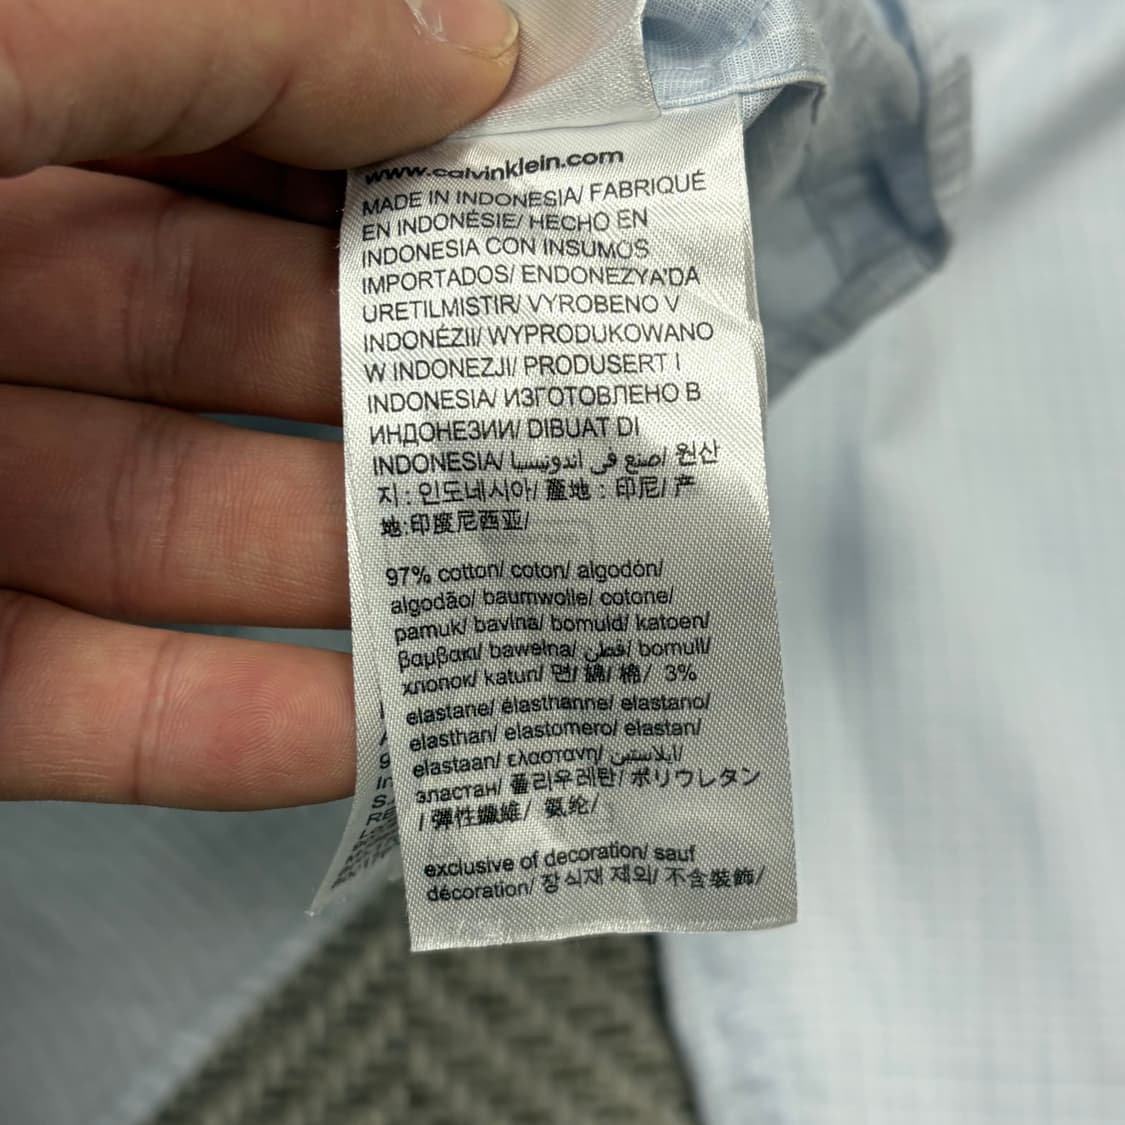 www.calvinklein.com
MADE IN INDONESIA/ FABRIQUÉ
EN INDONÉSIE/ HECHO EN
INDONESIA CON INSUMOS
IMPORTADOS/ ENDONEZYA'DA
URETILMISTIR/ VYROBENO V
INDONÉZII/ WYPRODUKOWANO
W INDONEZJI/ PRODUSERT I
INDONESIA/ ИЗГОТОВЛЕНО В
ИНДОНЕЗИИ/ DIBUAT DI
INDONESIA/ صنع في اندونيسيا/ 원산
지 : 인도네시아/ 產地 : 印尼/ 产
地:印度尼西亚/
97% cotton/ coton/ algodón/
algodão/ baumwolle/ cotone/
pamuk/ bavlna/ bomuld/ katoen/
βαμβακι/ bawełna/ قطن/ bomull/
хлопок/ katun/ 면/ 綿/ 棉/ 3%
elastane/ élasthanne/ elastano/
elasthan/ elastomero/ elastan/
elastaan/ ελαστανη/ ايلاستين/
эластан/ 폴리우레탄/ ポリウレタン
/ 彈性纖維/ 氨纶/
exclusive of decoration/ sauf
décoration/ 장식재 제외/ 不含裝飾/